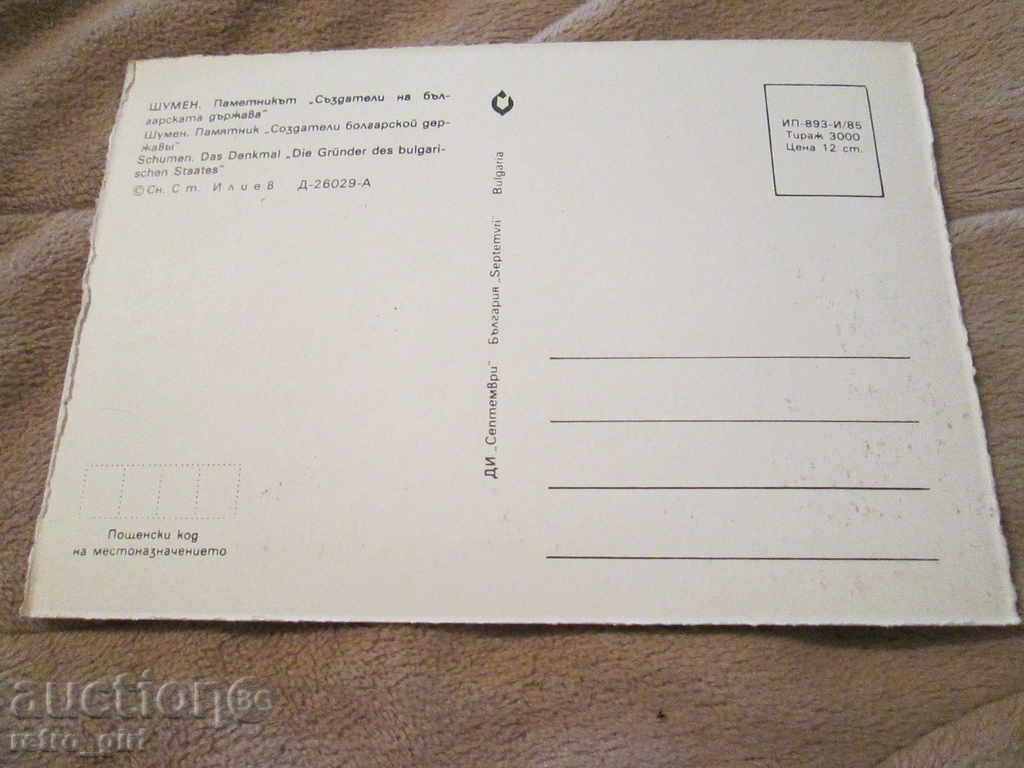 ШУМЕН. Паметникът „Създатели на бъл-
гарската държава"
Шумен. Памятник „Создатели болгарской дер-
жавы"
Schumen. Das Denkmal „Die Gründer des bulgari-
schen Staates"
© Сн. Ст. Илиев Д-26029-А
ДИ „Септември" България „Septemvri" Bulgaria
ИП-893-И/85
Тираж 3000
Цена 12 ст.
Пощенски код
на местоназначението
auction.bg
retro_plrf